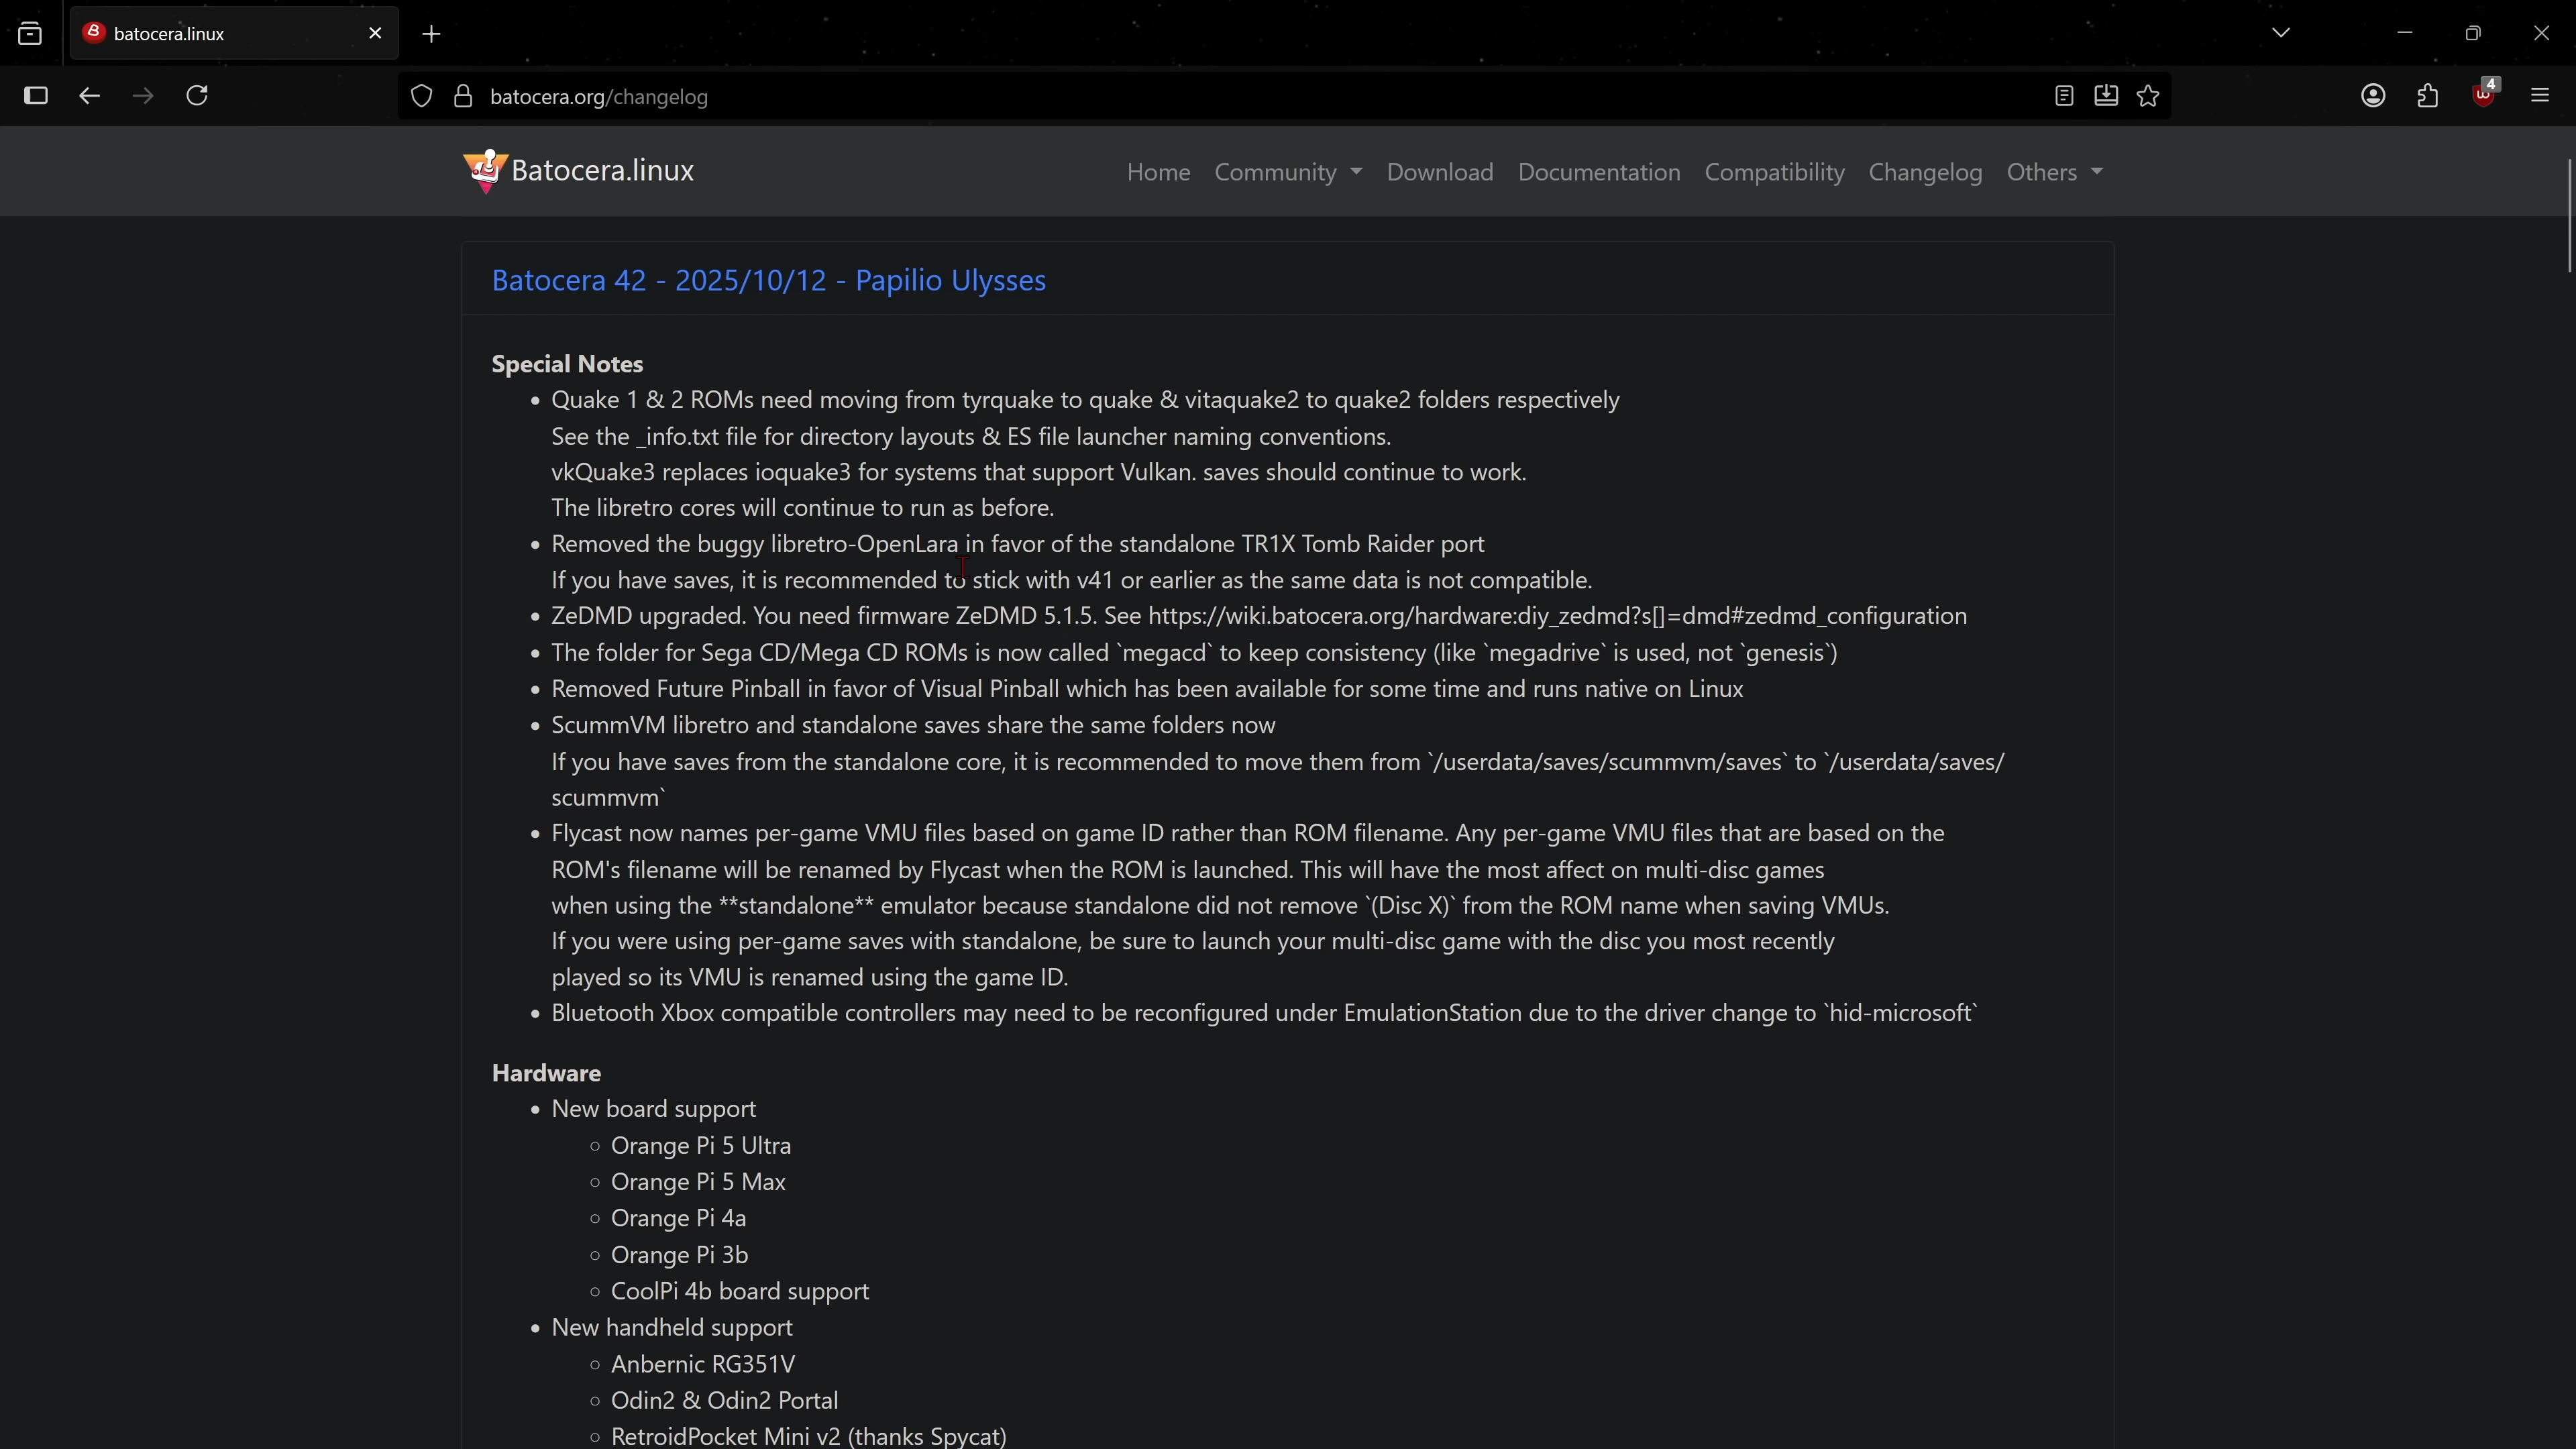 batocera.linux
batocera.org/changelog
4
Batocera.linux
Home Community Download Documentation Compatibility Changelog Others
Batocera 42 - 2025/10/12 - Papilio Ulysses
Special Notes
Quake 1 & 2 ROMs need moving from tyrquake to quake & vitaquake2 to quake2 folders respectively
See the _info.txt file for directory layouts & ES file launcher naming conventions.
vkQuake3 replaces ioquake3 for systems that support Vulkan. saves should continue to work.
The libretro cores will continue to run as before.
Removed the buggy libretro-OpenLara in favor of the standalone TR1X Tomb Raider port
If you have saves, it is recommended to stick with v41 or earlier as the same data is not compatible.
ZeDMD upgraded. You need firmware ZeDMD 5.1.5. See https://wiki.batocera.org/hardware:diy_zedmd?s[]=dmd#zedmd_configuration
The folder for Sega CD/Mega CD ROMs is now called `megacd` to keep consistency (like `megadrive` is used, not `genesis`)
Removed Future Pinball in favor of Visual Pinball which has been available for some time and runs native on Linux
ScummVM libretro and standalone saves share the same folders now
If you have saves from the standalone core, it is recommended to move them from `/userdata/saves/scummvm/saves` to `/userdata/saves/
scummvm`
Flycast now names per-game VMU files based on game ID rather than ROM filename. Any per-game VMU files that are based on the
ROM's filename will be renamed by Flycast when the ROM is launched. This will have the most affect on multi-disc games
when using the **standalone** emulator because standalone did not remove `(Disc X)` from the ROM name when saving VMUs.
If you were using per-game saves with standalone, be sure to launch your multi-disc game with the disc you most recently
played so its VMU is renamed using the game ID.
Bluetooth Xbox compatible controllers may need to be reconfigured under EmulationStation due to the driver change to `hid-microsoft`
Hardware
New board support
Orange Pi 5 Ultra
Orange Pi 5 Max
Orange Pi 4a
Orange Pi 3b
CoolPi 4b board support
New handheld support
Anbernic RG351V
Odin2 & Odin2 Portal
RetroidPocket Mini v2 (thanks Spycat)